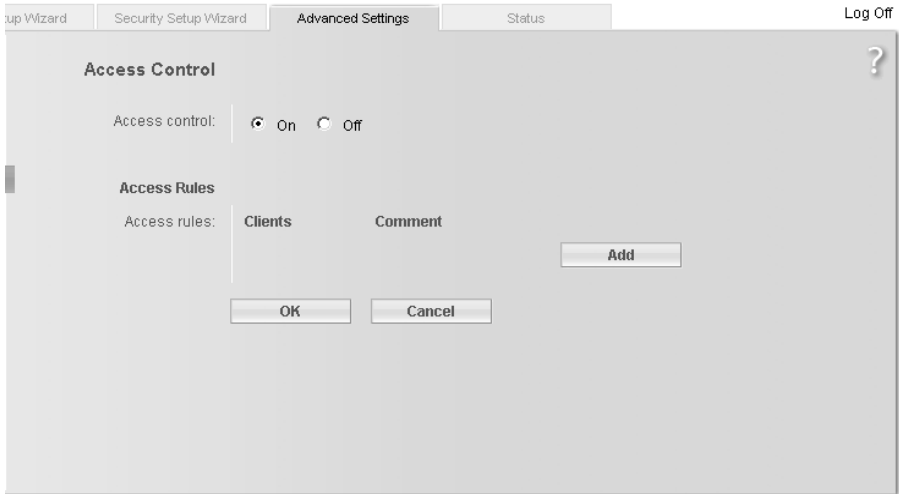 up Wizard Security Setup Wizard Advanced Settings Status Log Off
?
Access Control
Access control: On Off
Access Rules
Access rules: Clients Comment
Add
OK Cancel